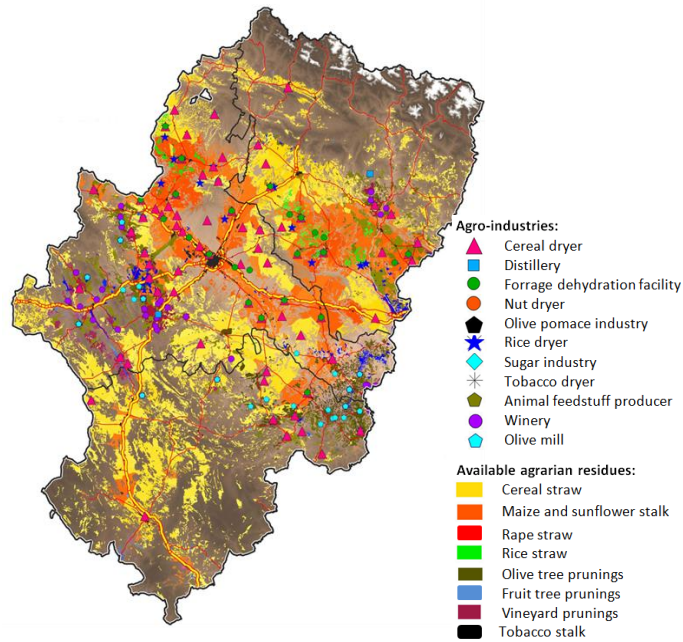 Agro-industries:
Cereal dryer
Distillery
Forrage dehydration facility
Nut dryer
Olive pomace industry
Rice dryer
Sugar industry
Tobacco dryer
Animal feedstuff producer
Winery
Olive mill
Available agrarian residues:
Cereal straw
Maize and sunflower stalk
Rape straw
Rice straw
Olive tree prunings
Fruit tree prunings
Vineyard prunings
Tobacco stalk